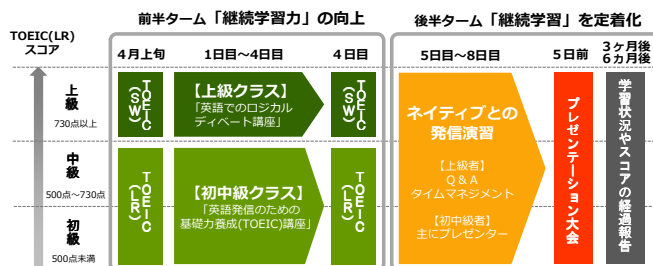 前半ターム「継続学習力」の向上
後半ターム「継続学習」を定着化
TOEIC(LR)
スコア
4月上旬
1日目～4日目
4日目
5日目～8日目
5日前
3ヶ月後
6カ月後
上級
730点以上
TOEIC
(SW)
【上級クラス】
「英語でのロジカル
ディベート講座」
TOEIC
(SW)
中級
500点～730点
初級
500点未満
TOEIC
(LR)
【初中級クラス】
「英語発信のための
基礎力養成(TOEIC)講座」
TOEIC
(LR)
ネイティブとの
発信演習
【上級者】
Q＆A
タイムマネジメント
【初中級者】
主にプレゼンター
プレゼンテーション大会
学習状況やスコアの経過報告